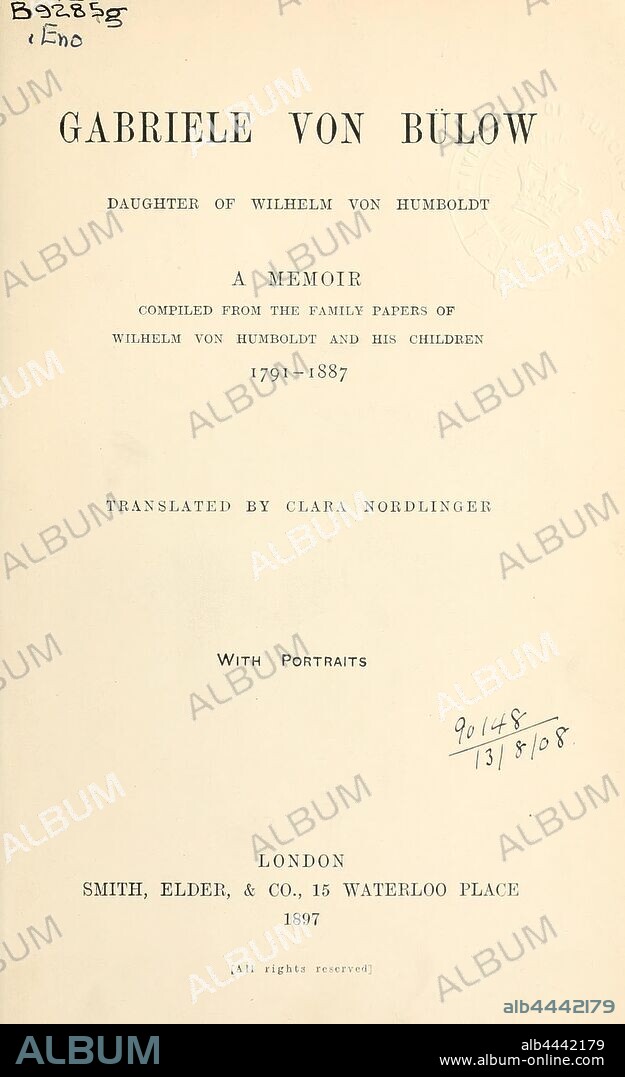 B9285g
.Eno
GABRIELE VON BÜLOW
DAUGHTER OF WILHELM VON HUMBOLDT
A MEMOIR
COMPILED FROM THE FAMILY PAPERS OF
WILHELM VON HUMBOLDT AND HIS CHILDREN
1791–1887
TRANSLATED BY CLARA NORDLINGER
WITH PORTRAITS
90148
13/8/08.
LONDON
SMITH, ELDER, & CO., 15 WATERLOO PLACE
1897
[All rights reserved]
alb4442179
ALBUM
alb4442179
www.album-online.com